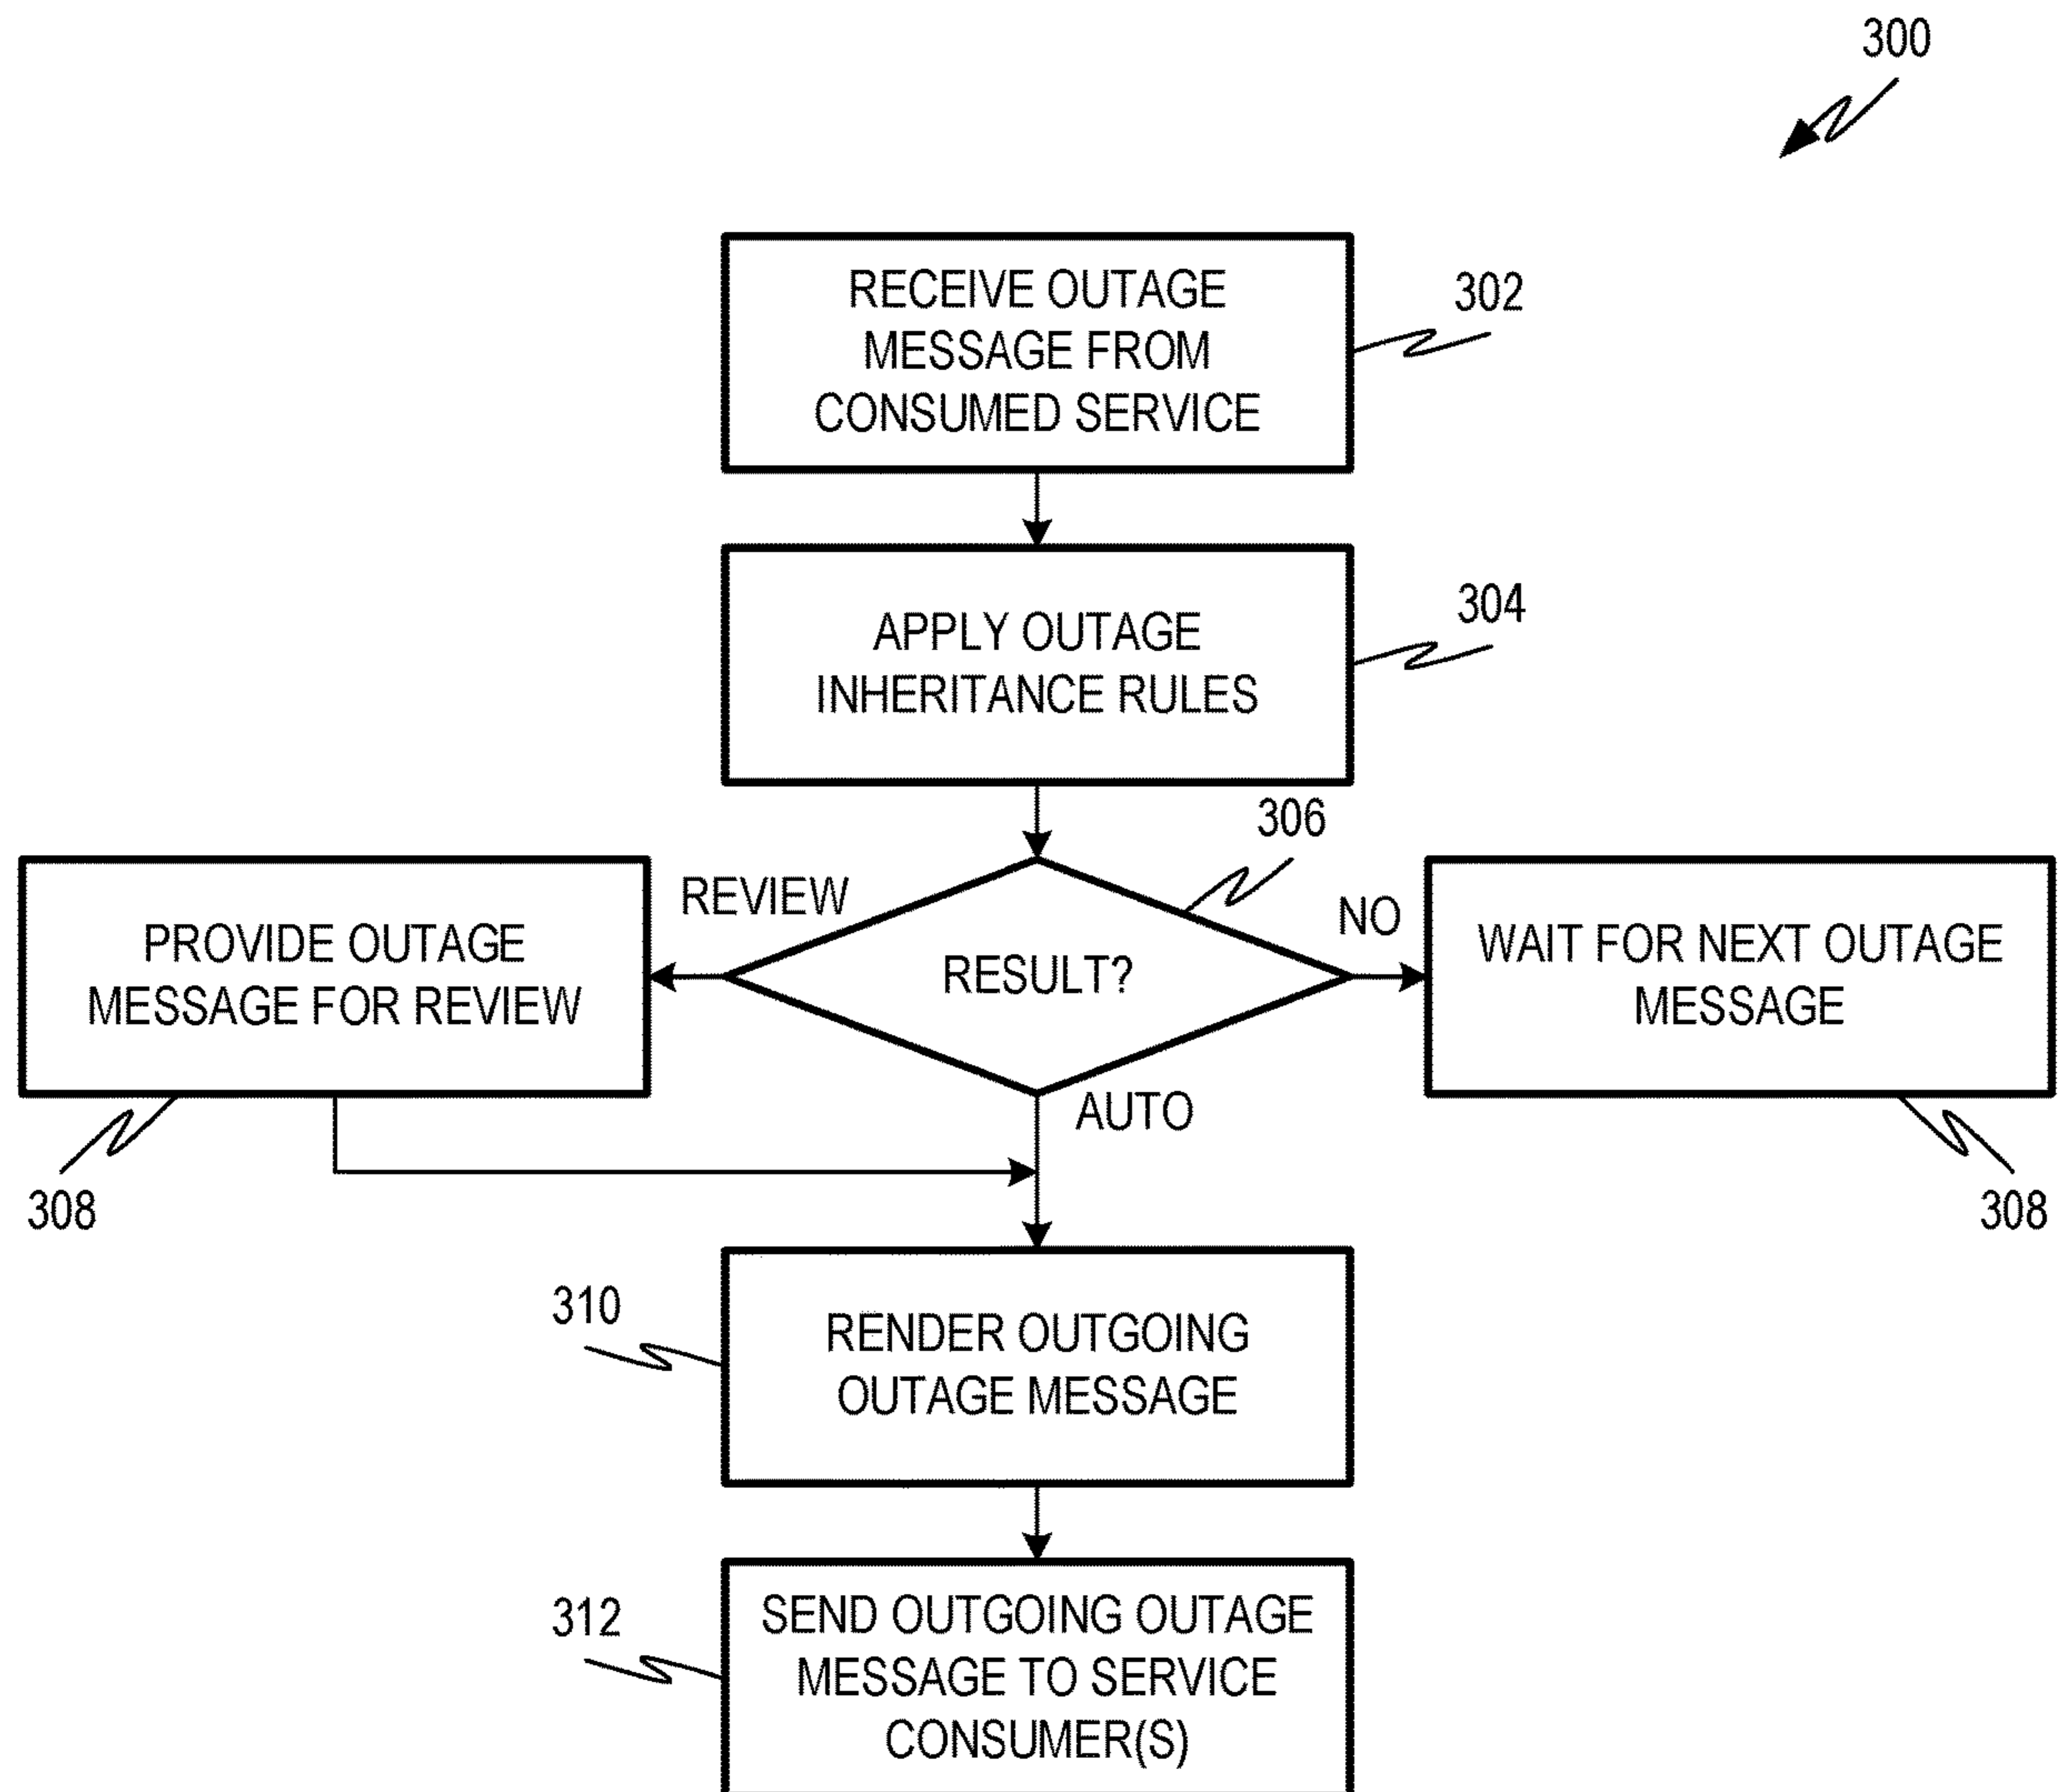 300
RECEIVE OUTAGE
MESSAGE FROM
CONSUMED SERVICE
302
APPLY OUTAGE
INHERITANCE RULES
304
306
REVIEW
NO
PROVIDE OUTAGE
MESSAGE FOR REVIEW
RESULT?
WAIT FOR NEXT OUTAGE
MESSAGE
AUTO
308
308
310
RENDER OUTGOING
OUTAGE MESSAGE
312
SEND OUTGOING OUTAGE
MESSAGE TO SERVICE
CONSUMER(S)